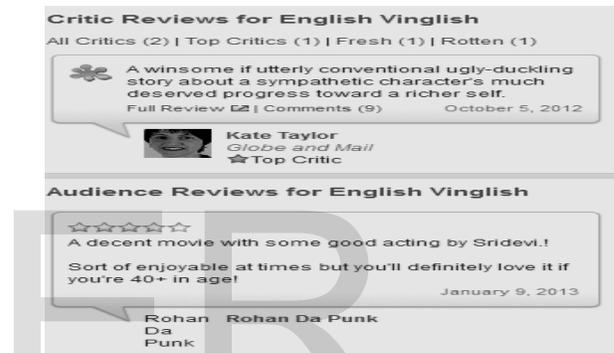 Critic Reviews for English Vinglish
All Critics (2) | Top Critics (1) | Fresh (1) | Rotten (1)
A winsome if utterly conventional ugly-duckling
story about a sympathetic character's much
deserved progress toward a richer self.
Full Review | Comments (9) October 5, 2012
Kate Taylor
Globe and Mail
Top Critic
Audience Reviews for English Vinglish
A decent movie with some good acting by Sridevi.!
Sort of enjoyable at times but you'll definitely love it if
you're 40+ in age!
January 9, 2013
Rohan Rohan Da Punk
Da
Punk